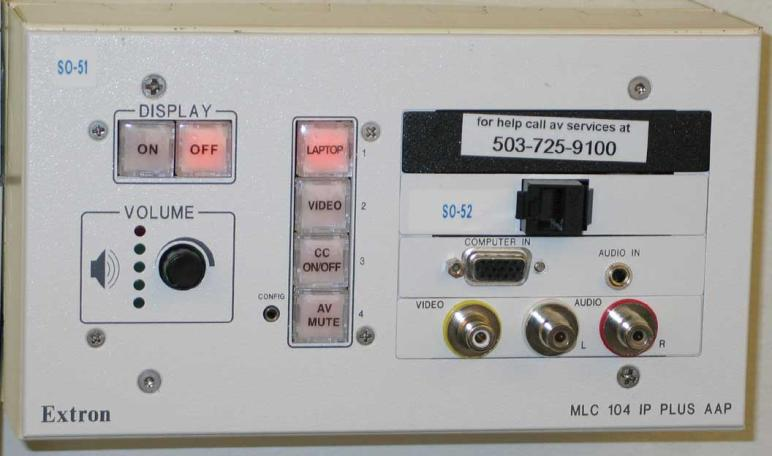 SO-51
DISPLAY
ON OFF
VOLUME
LAPTOP 1
VIDEO 2
CC
ON/OFF 3
AV
MUTE 4
CONFIG
for help call av services at
503-725-9100
SO-52
COMPUTER IN
AUDIO IN
VIDEO
AUDIO
L
R
Extron
MLC 104 IP PLUS AAP